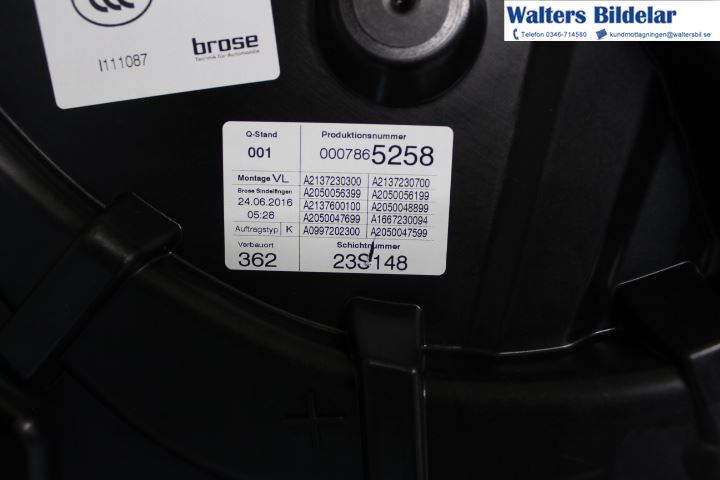 Walters Bildelar
Telefon 0346-714580 kundmottagningen@waltersbil.se
I111087
brose
Technik für Automobile
Q-Stand Produktionsnummer
001 0007865258
Montage VL A2137230300 A2137230700
Brose Sindelfingen A2050056399 A2050056199
24.06.2016 A2137600100 A2050048899
05:28 A2050047699 A1667230094
Auftragstyp K A0997202300 A2050047599
Verbauort Schichtnummer
362 23S148